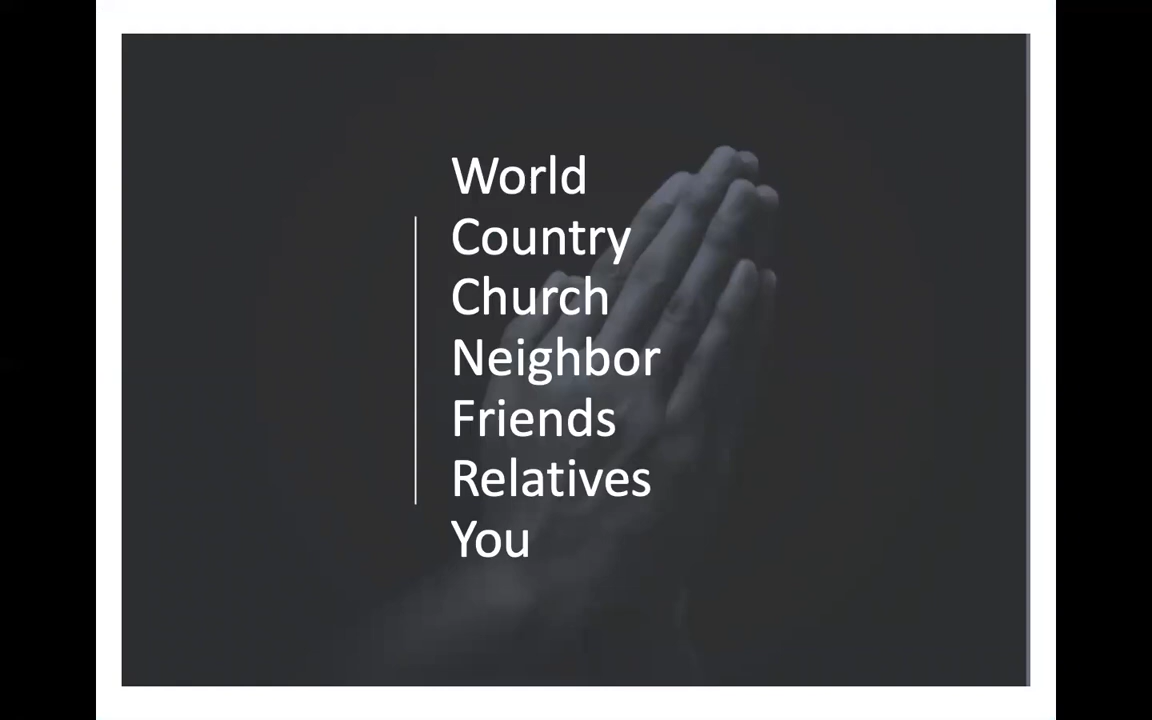 World
Country
Church
Neighbor
Friends
Relatives
You